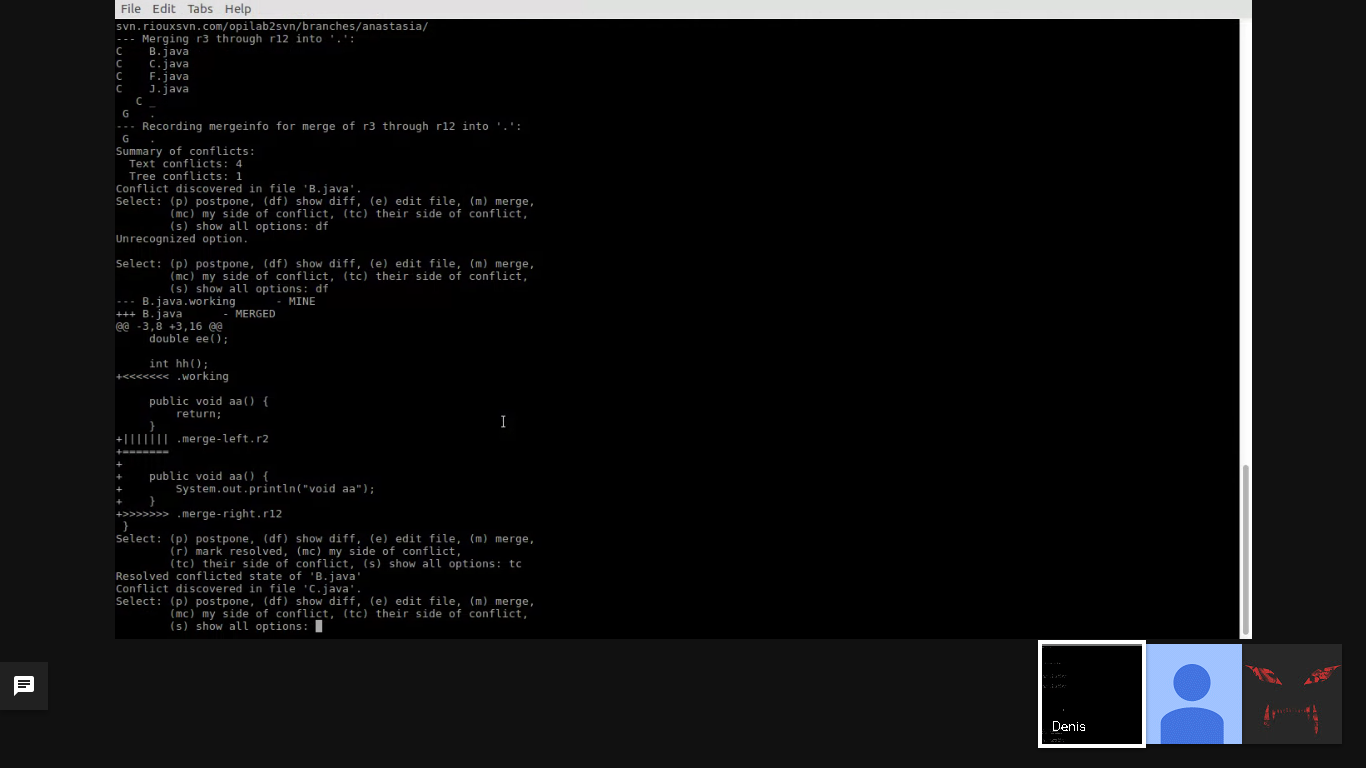 File Edit Tabs Help
svn.riouxsvn.com/opilab2svn/branches/anastasia/
--- Merging r3 through r12 into '.':
C    B.java
C    C.java
C    F.java
C    J.java
   C _
 G   .
--- Recording mergeinfo for merge of r3 through r12 into '.':
 G   .
Summary of conflicts:
  Text conflicts: 4
  Tree conflicts: 1
Conflict discovered in file 'B.java'.
Select: (p) postpone, (df) show diff, (e) edit file, (m) merge,
        (mc) my side of conflict, (tc) their side of conflict,
        (s) show all options: df
Unrecognized option.
Select: (p) postpone, (df) show diff, (e) edit file, (m) merge,
        (mc) my side of conflict, (tc) their side of conflict,
        (s) show all options: df
--- B.java.working      - MINE
+++ B.java      - MERGED
@@ -3,8 +3,16 @@
     double ee();
     int hh();
+<<<<<<< .working
     public void aa() {
         return;
     }
+||||||| .merge-left.r2
+=======
+
+    public void aa() {
+        System.out.println("void aa");
+    }
+>>>>>>> .merge-right.r12
 }
Select: (p) postpone, (df) show diff, (e) edit file, (m) merge,
        (r) mark resolved, (mc) my side of conflict,
        (tc) their side of conflict, (s) show all options: tc
Resolved conflicted state of 'B.java'
Conflict discovered in file 'C.java'.
Select: (p) postpone, (df) show diff, (e) edit file, (m) merge,
        (mc) my side of conflict, (tc) their side of conflict,
        (s) show all options:
Denis